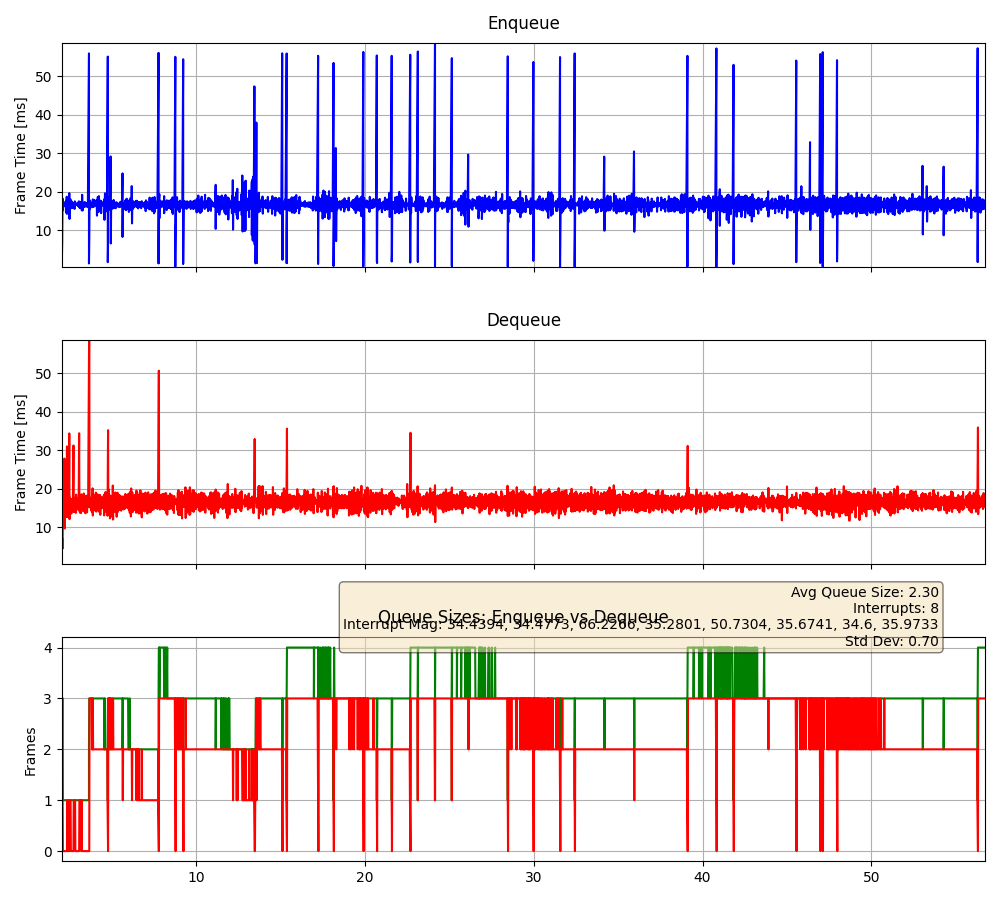 Enqueue
Frame Time [ms]
50
40
30
20
10
Dequeue
Frame Time [ms]
50
40
30
20
10
Avg Queue Size: 2.30
Interrupts: 8
Queue Sizes: Enqueue vs Dequeue
Interrupt Mag: 34.4394, 34.4773, 66.2266, 35.2801, 50.7304, 35.6741, 34.6, 35.9733
Std Dev: 0.70
Frames
4
3
2
1
0
10 20 30 40 50